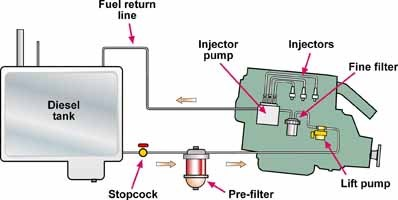 Fuel return
line
Injector
pump
Injectors
Fine filter
Diesel
tank
Stopcock
Pre-filter
Lift pump